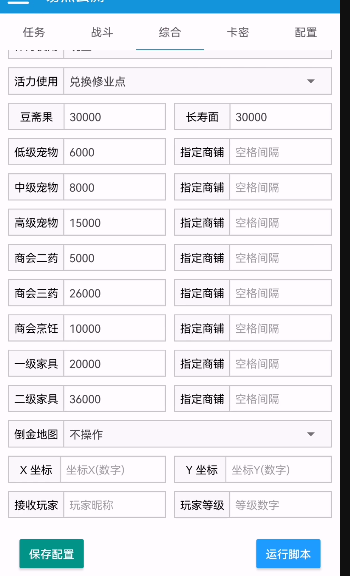 任务 战斗 综合 卡密 配置
活力使用 兑换修业点
豆斋果 30000 长寿面 30000
低级宠物 6000 指定商铺 空格间隔
中级宠物 8000 指定商铺 空格间隔
高级宠物 15000 指定商铺 空格间隔
商会二药 5000 指定商铺 空格间隔
商会三药 26000 指定商铺 空格间隔
商会烹饪 10000 指定商铺 空格间隔
一级家具 20000 指定商铺 空格间隔
二级家具 36000 指定商铺 空格间隔
倒金地图 不操作
X 坐标 坐标X(数字) Y 坐标 坐标Y(数字)
接收玩家 玩家昵称 玩家等级 等级数字
保存配置 运行脚本